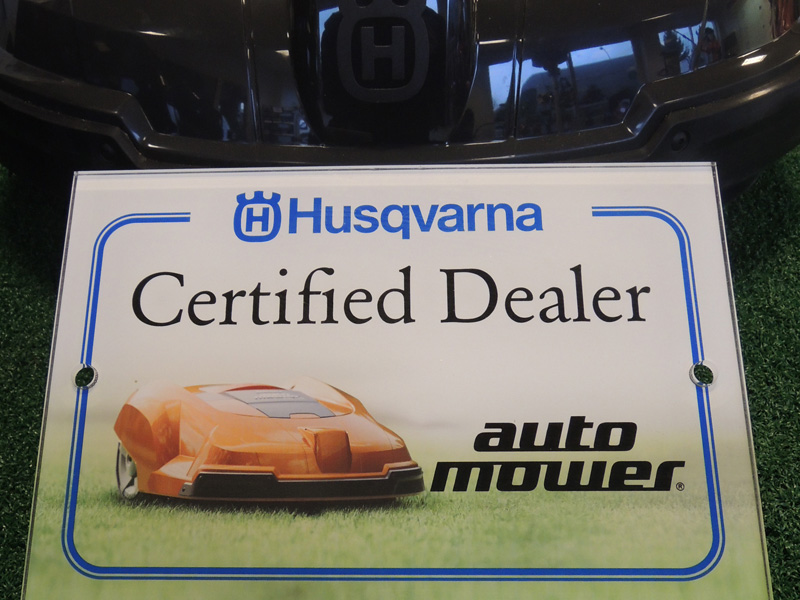 H
H Husqvarna
Certified Dealer
auto
mower®